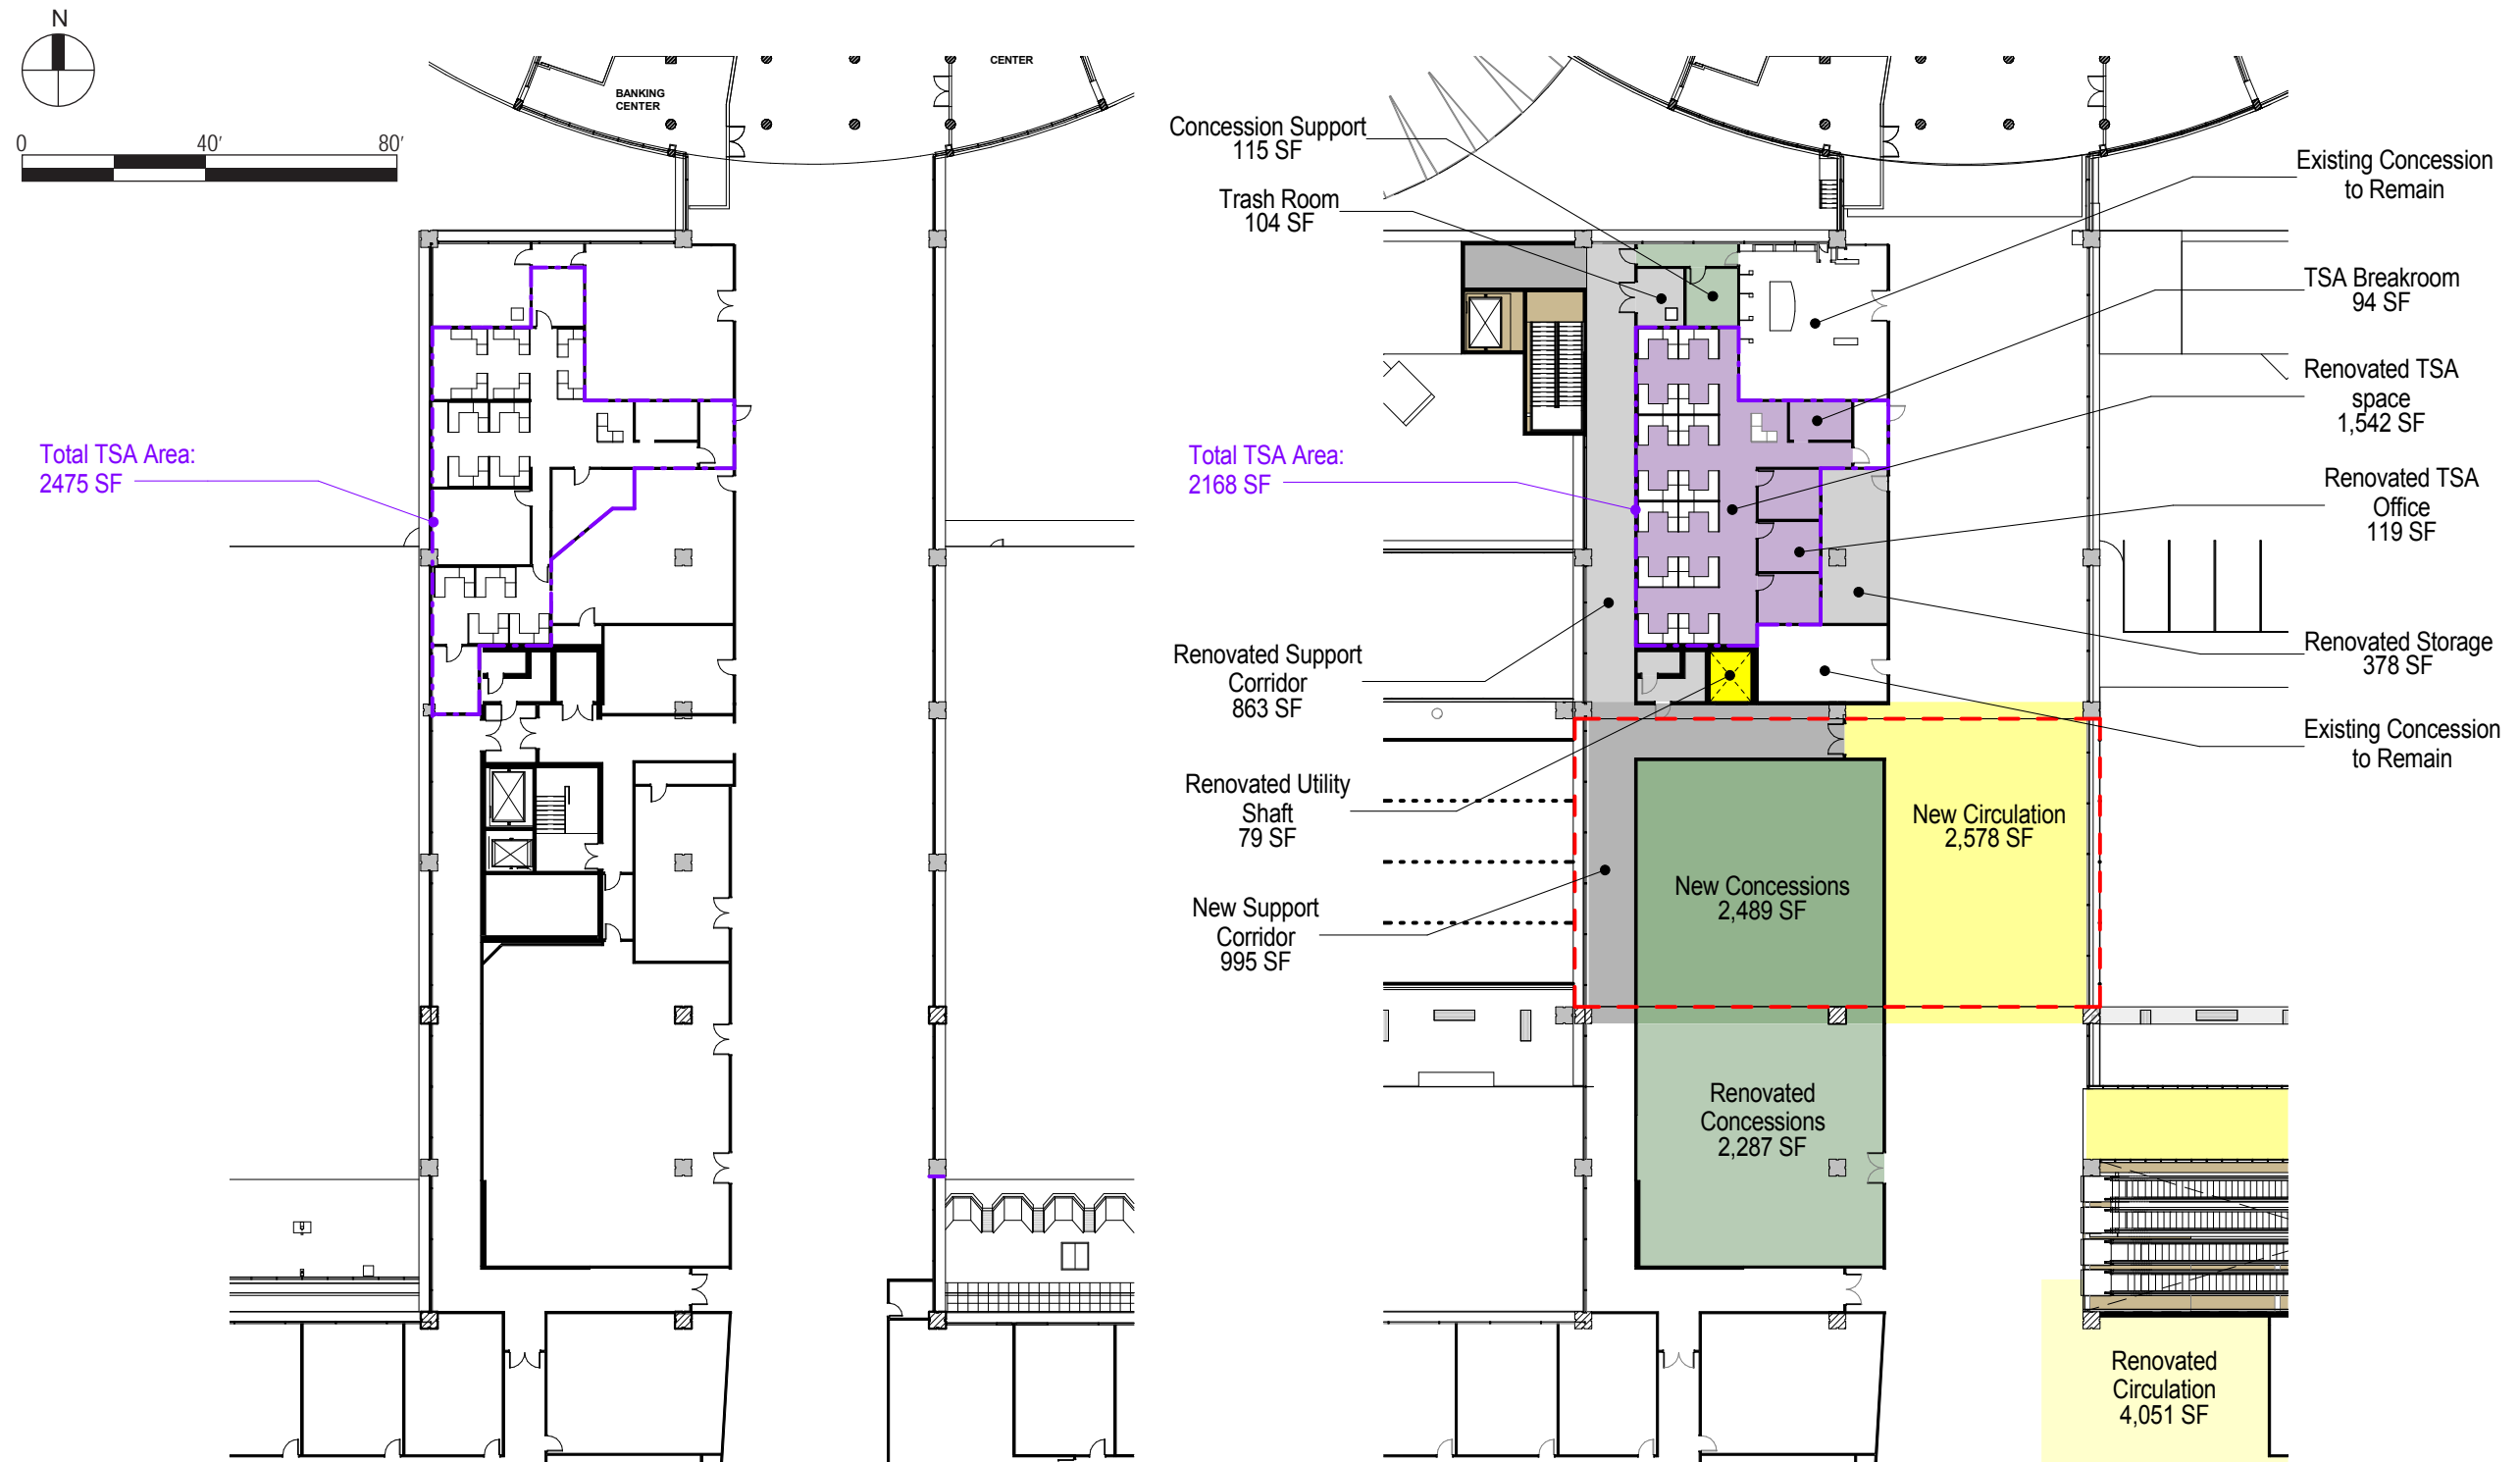 N
0 40' 80'
BANKING
CENTER
CENTER
Total TSA Area:
2475 SF
Concession Support
115 SF
Trash Room
104 SF
Total TSA Area:
2168 SF
Renovated Support
Corridor
863 SF
Renovated Utility
Shaft
79 SF
New Support
Corridor
995 SF
Existing Concession
to Remain
TSA Breakroom
94 SF
Renovated TSA
space
1,542 SF
Renovated TSA
Office
119 SF
Renovated Storage
378 SF
Existing Concession
to Remain
New Circulation
2,578 SF
New Concessions
2,489 SF
Renovated
Concessions
2,287 SF
Renovated
Circulation
4,051 SF